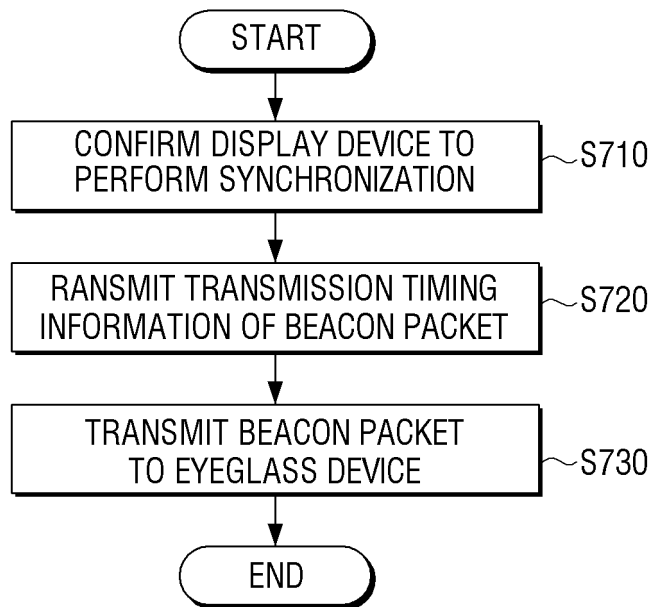 START
CONFIRM DISPLAY DEVICE TO
PERFORM SYNCHRONIZATION
S710
RANSMIT TRANSMISSION TIMING
INFORMATION OF BEACON PACKET
S720
TRANSMIT BEACON PACKET
TO EYEGLASS DEVICE
S730
END